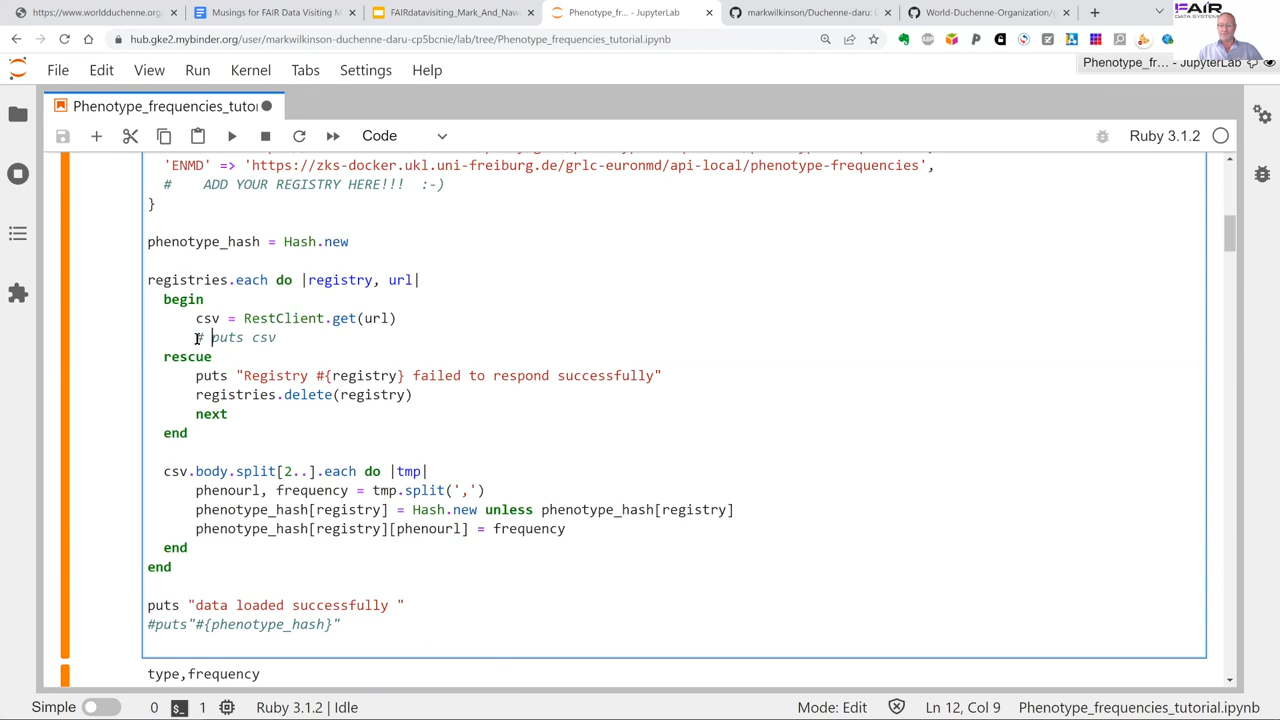 https://www.worldduchenne.org
Musings for FAIR Data Visiting M
FAIRdatavisiting_Mark_And_Nav
Phenotype_fr... - JupyterLab
markwilkinson/Duchenne-daru
World-Duchenne-Organization/
FAIR
DATA SYSTEMS
hub.gke2.mybinder.org/user/markwilkinson-duchenne-daru-cp5bzrie/lab/tree/Phenotype_frequencies_tutorial.ipynb
File Edit View Run Kernel Tabs Settings Help
Phenotype_fr... - JupyterLab
Phenotype_frequencies_tutor
Code
Ruby 3.1.2
'ENMD' => 'https://zks-docker.ukl.uni-freiburg.de/grlc-euronmd/api-local/phenotype-frequencies',
# ADD YOUR REGISTRY HERE!!! :-)
}
phenotype_hash = Hash.new
registries.each do |registry, url|
begin
csv = RestClient.get(url)
# puts csv
rescue
puts "Registry #{registry} failed to respond successfully"
registries.delete(registry)
next
end
csv.body.split[2..].each do |tmp|
phenourl, frequency = tmp.split(',')
phenotype_hash[registry] = Hash.new unless phenotype_hash[registry]
phenotype_hash[registry][phenourl] = frequency
end
end
puts "data loaded successfully "
#puts"#{phenotype_hash}"
type,frequency
Simple 0 1 Ruby 3.1.2 | Idle Mode: Edit Ln 12, Col 9 Phenotype_frequencies_tutorial.ipynb